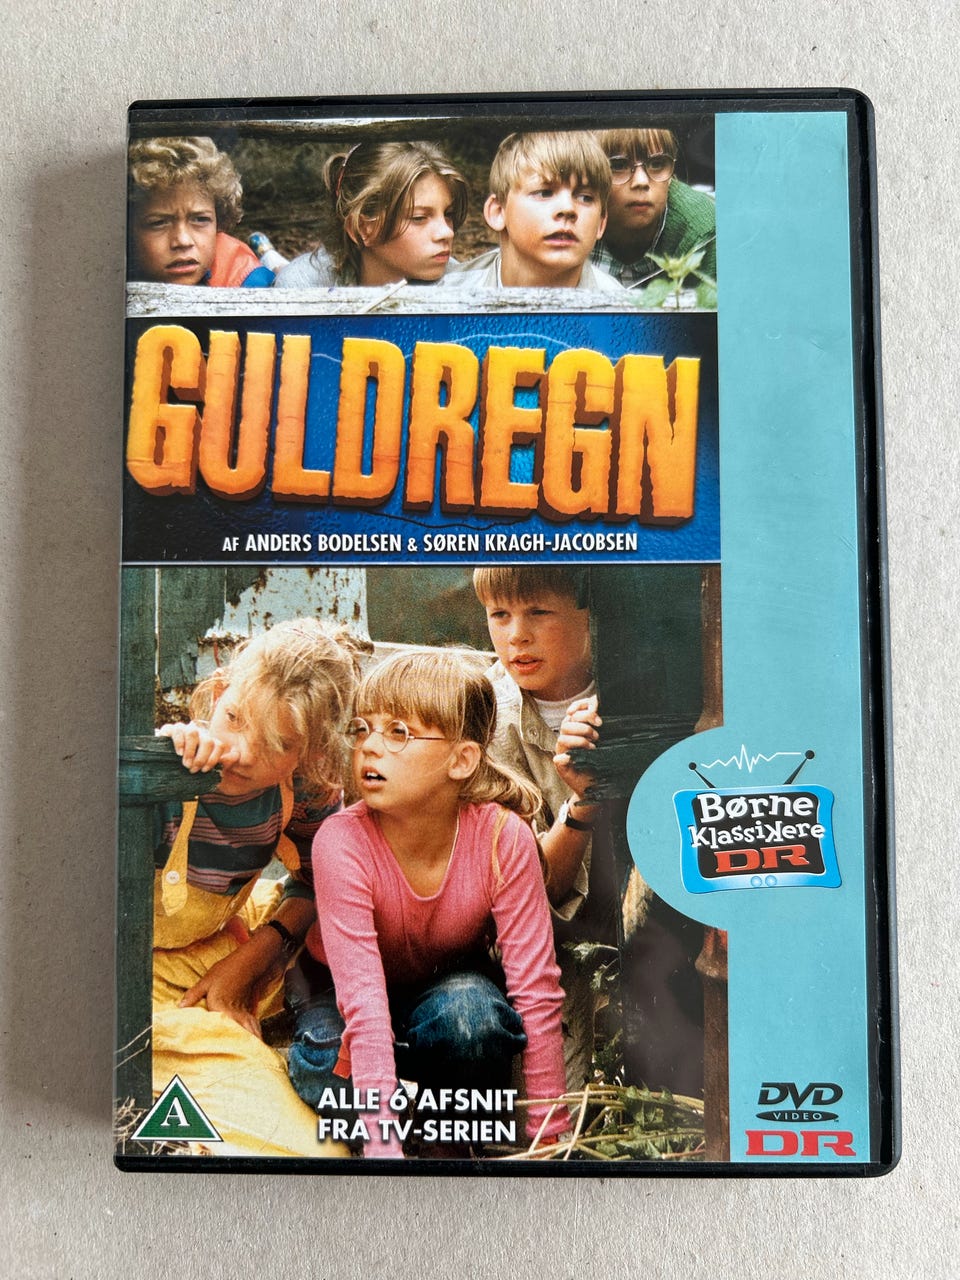 GULDREGN
AF ANDERS BODELSEN & SØREN KRAGH-JACOBSEN
Børne
Klassikere
DR
ALLE 6 AFSNIT
FRA TV-SERIEN
A
DVD
VIDEO
DR